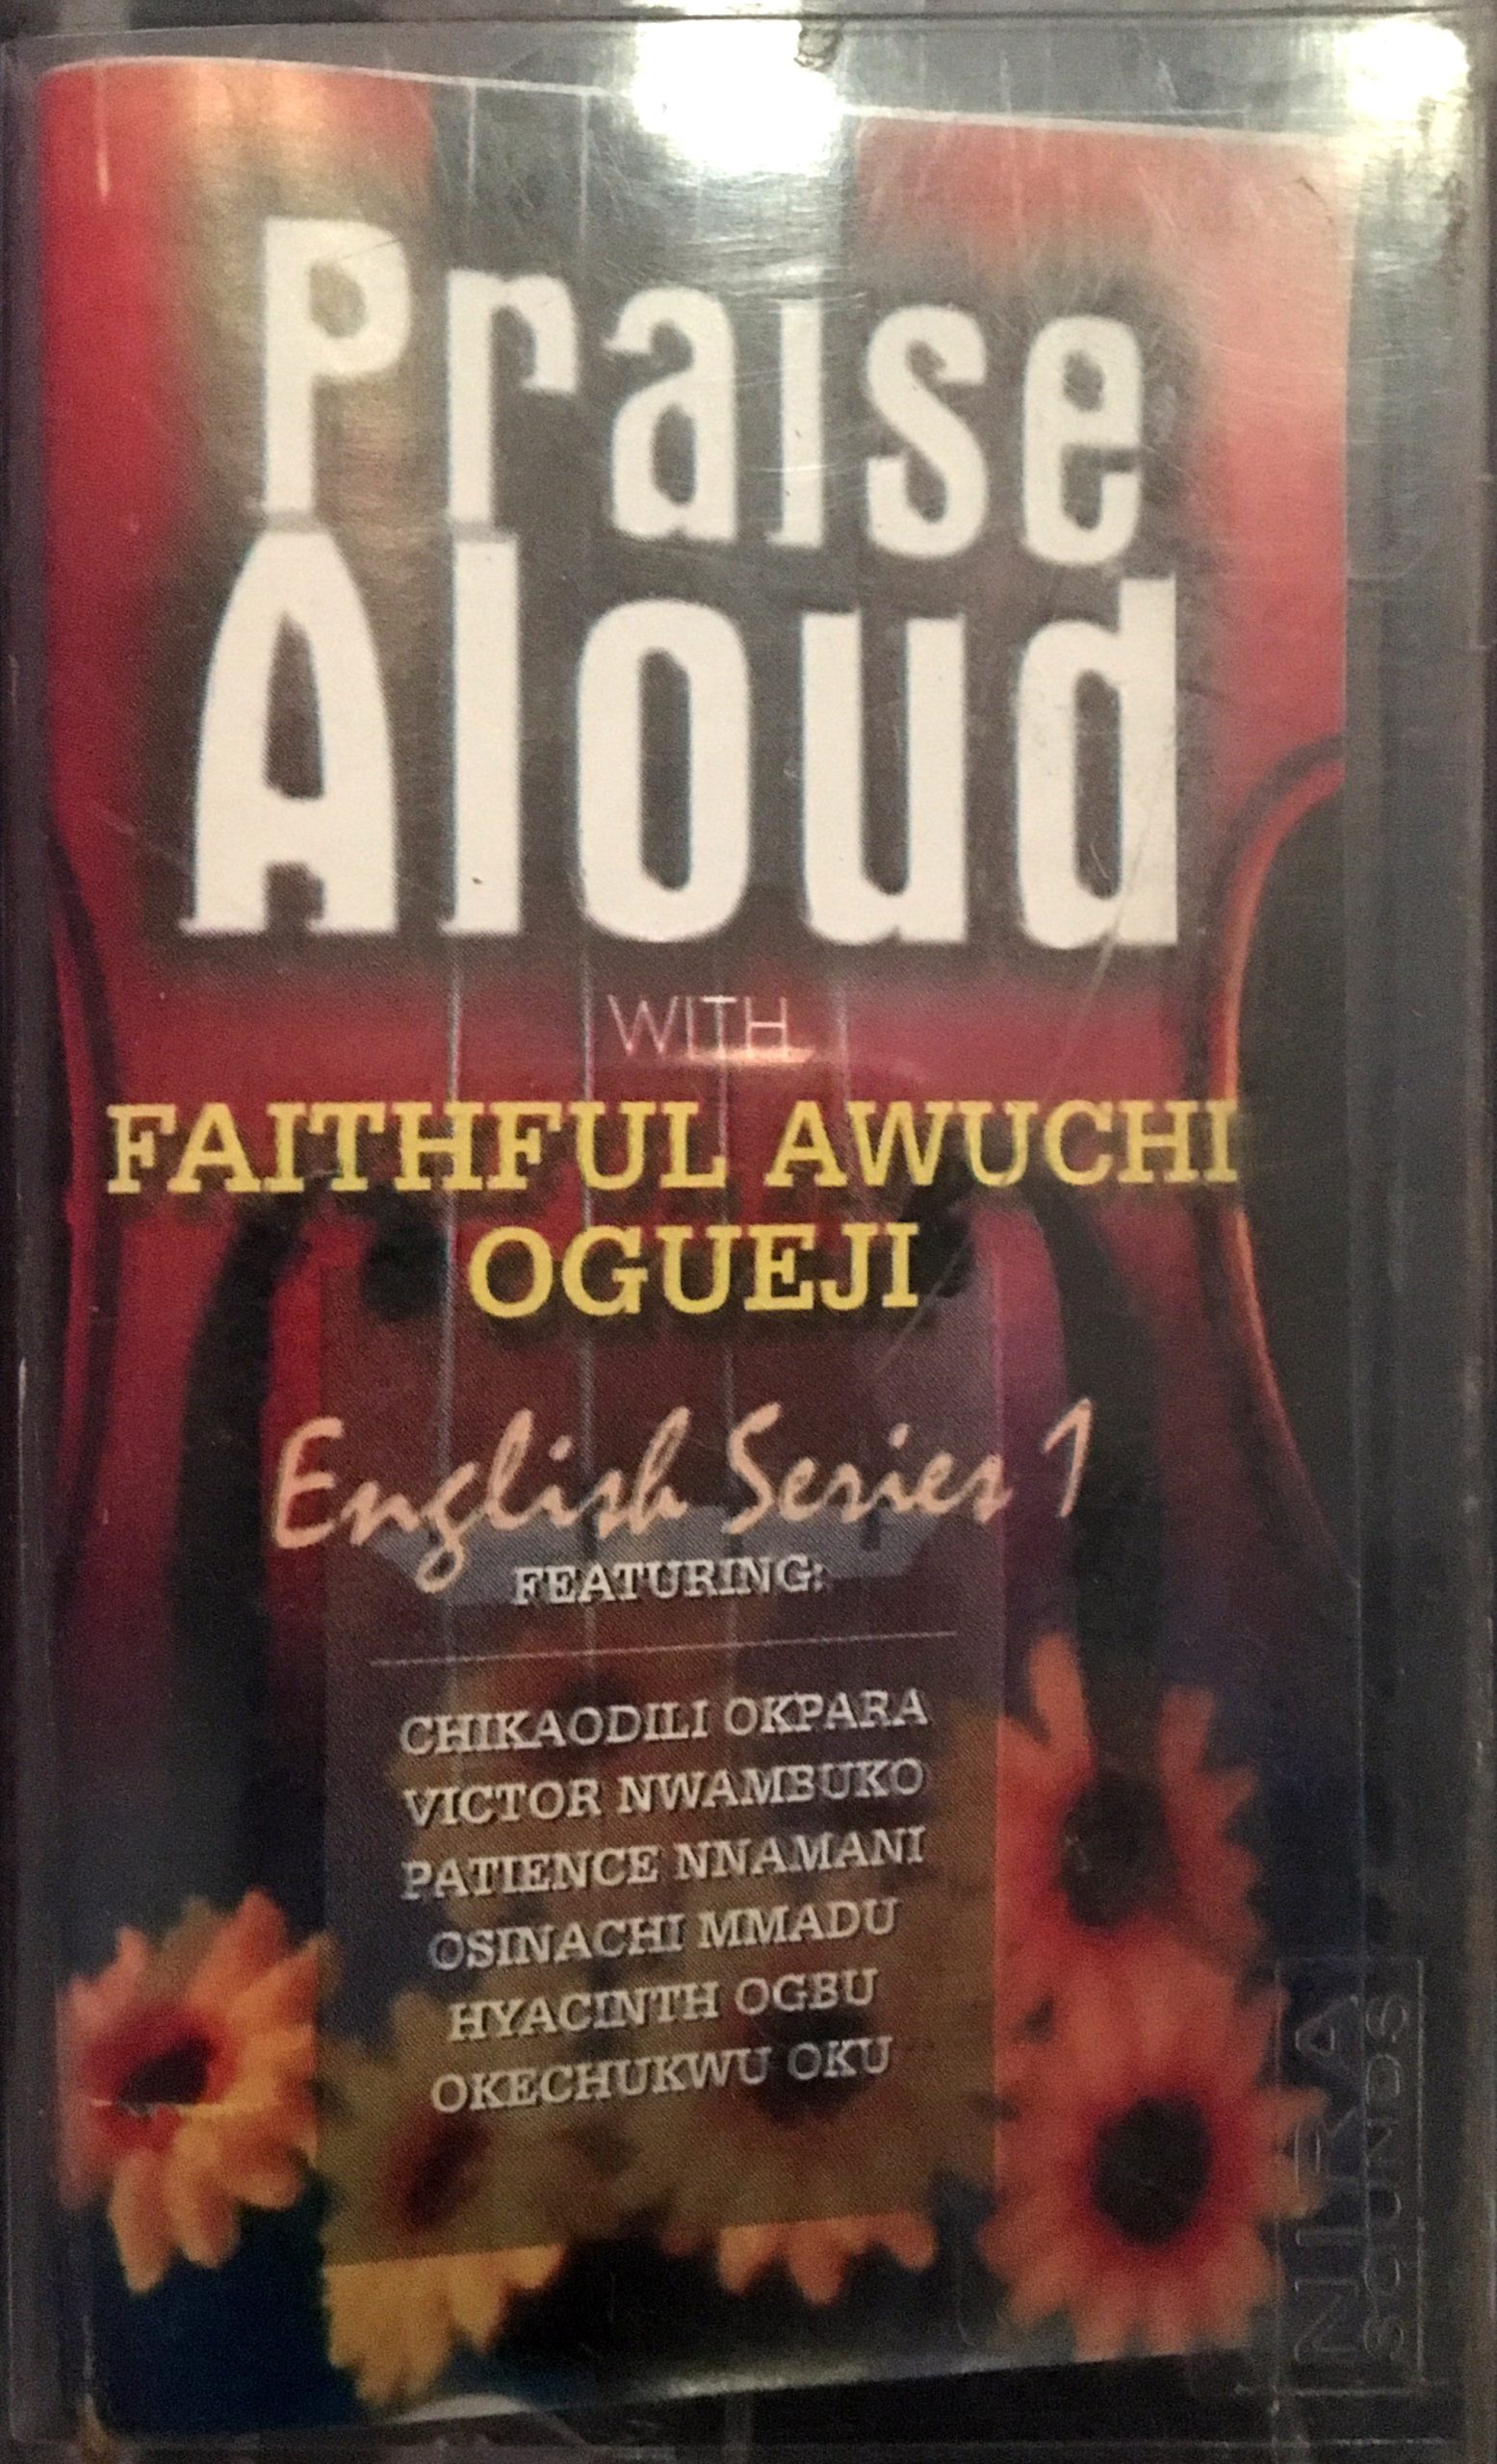 Praise
Aloud
WITH
FAITHFUL AWUCHI
OGUEJI
English Series 1
FEATURING:
CHIKAODILI OKPARA
VICTOR NWAMBUKO
PATIENCE NNAMANI
OSINACHI MMADU
HYACINTH OGBU
OKECHUKWU OKU
NIRA
SOUNDS